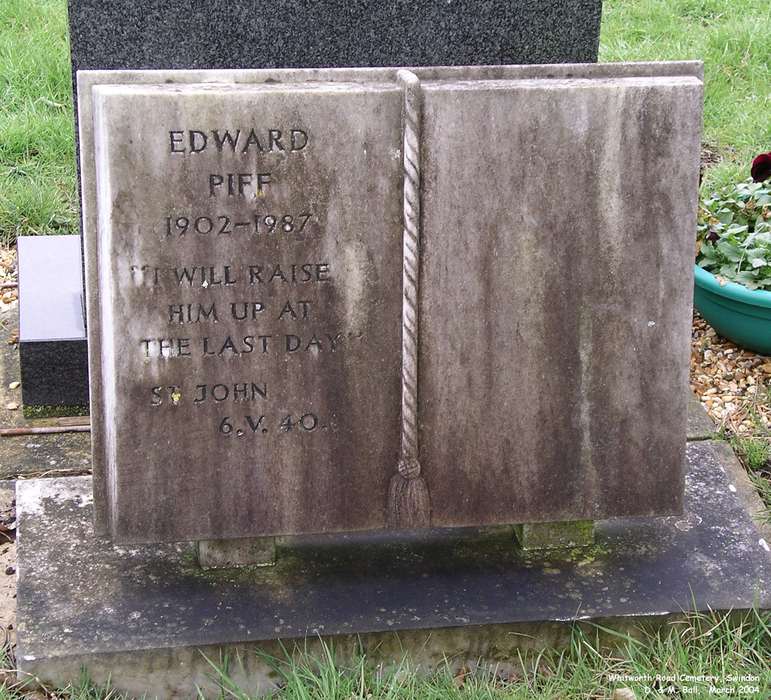 EDWARD
PIFF
1902-1987
"I WILL RAISE
HIM UP AT
THE LAST DAY"
ST JOHN
6.V. 40.
Whitworth Road Cemetery, Swindon
D. & M. Ball, March 2004